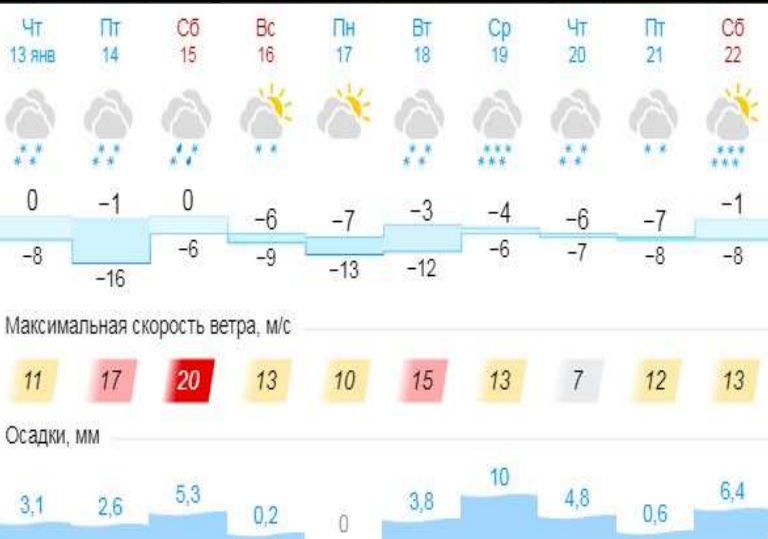 Чт Пт Сб Вс Пн Вт Ср Чт Пт Сб
13 янв 14 15 16 17 18 19 20 21 22
0 −1 0 −6 −7 −3 −4 −6 −7 −1
−8 −16 −6 −9 −13 −12 −6 −7 −8 −8
Максимальная скорость ветра, м/с
11 17 20 13 10 15 13 7 12 13
Осадки, мм
3,1 2,6 5,3 0,2 0 3,8 10 4,8 0,6 6,4